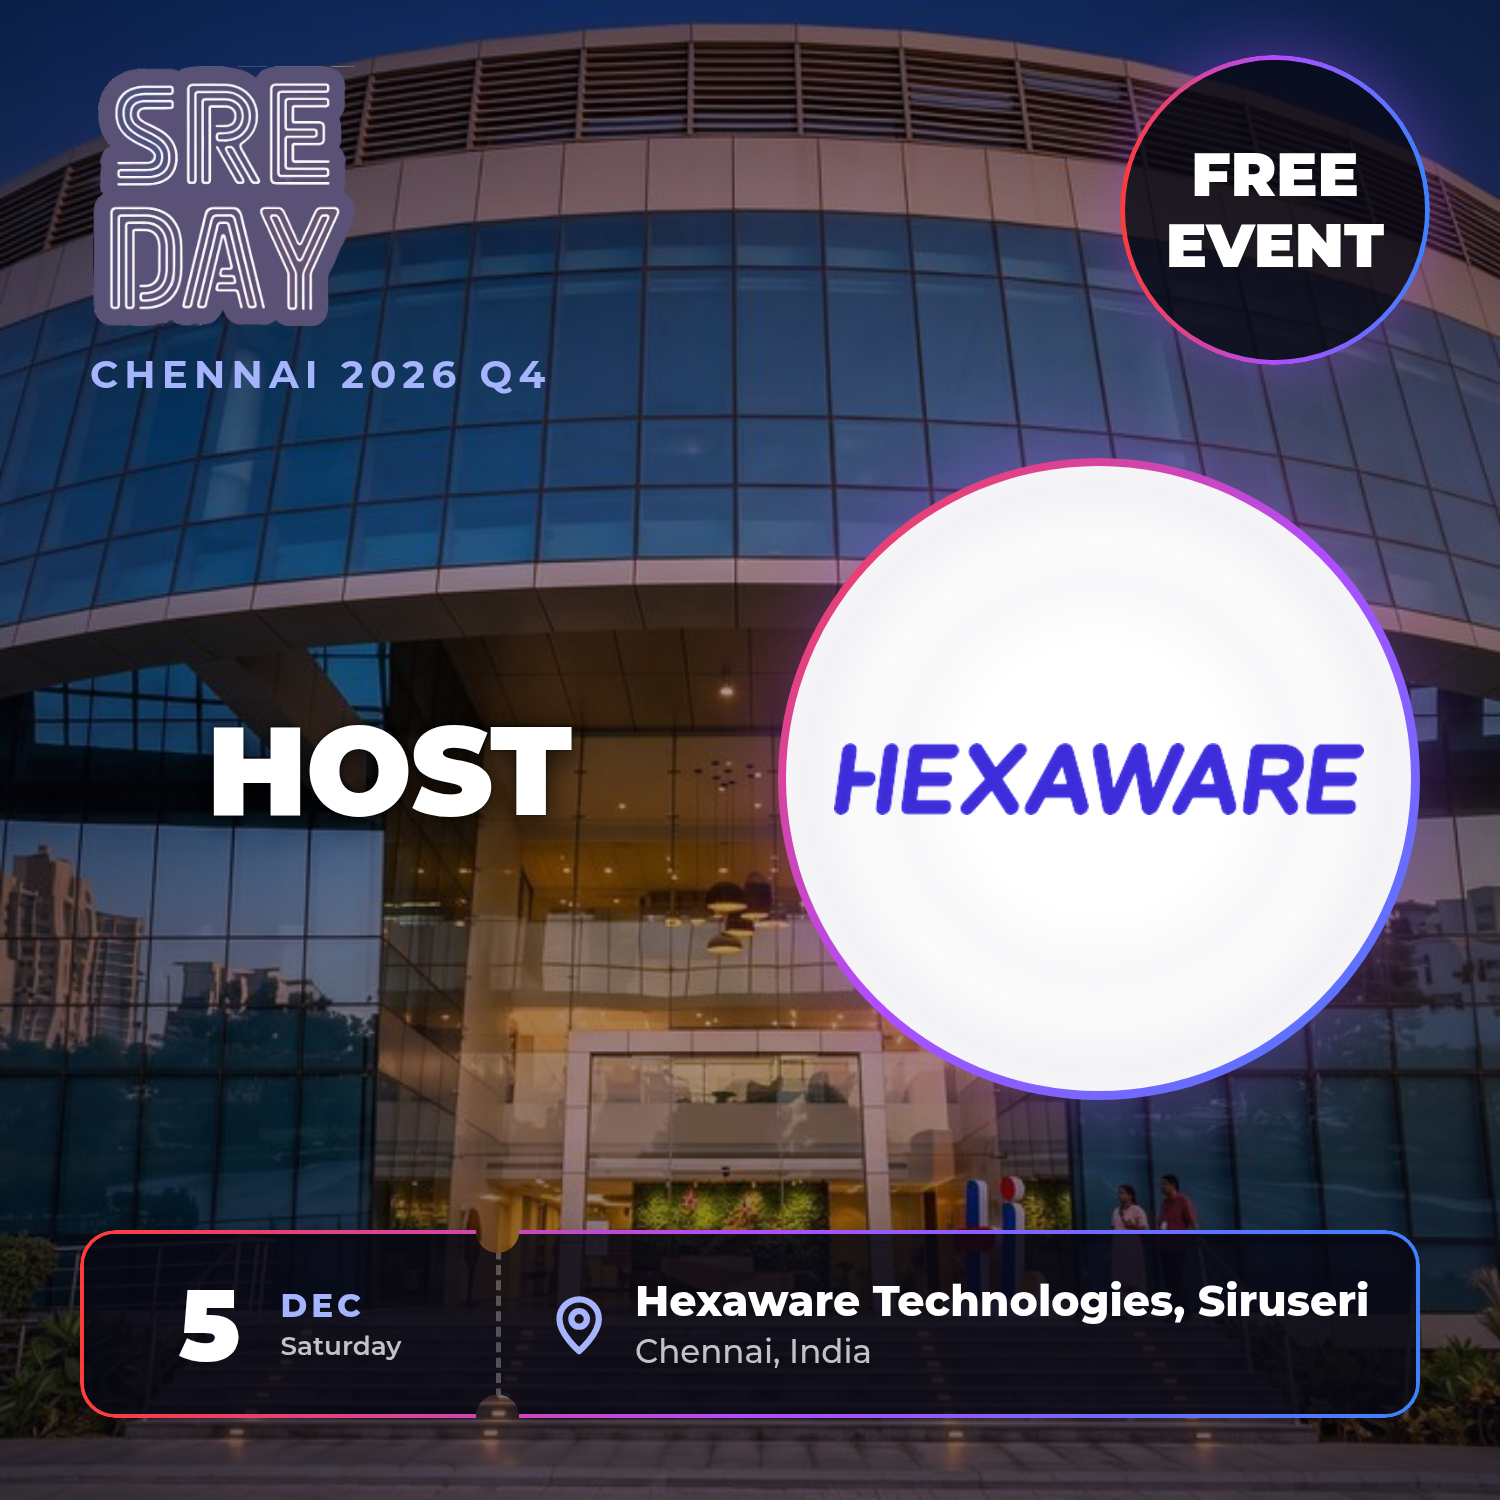 SRE
DAY
CHENNAI 2026 Q4
FREE
EVENT
HOST
HEXAWARE
5
DEC
Saturday
Hexaware Technologies, Siruseri
Chennai, India